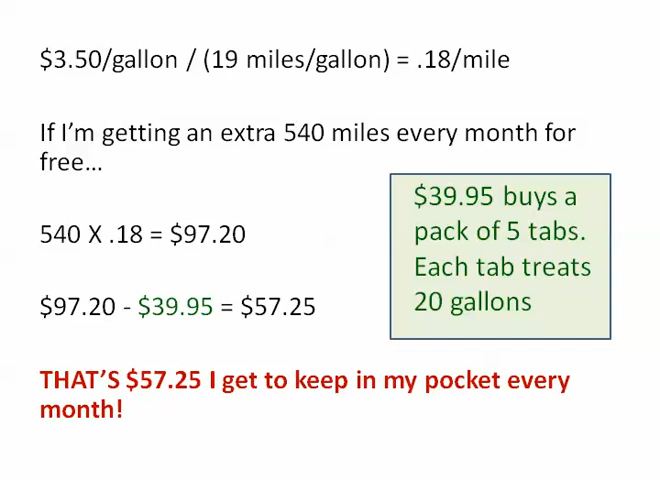 $3.50/gallon / (19 miles/gallon) = .18/mile
If I’m getting an extra 540 miles every month for
free…
540 X .18 = $97.20
$97.20 - $39.95 = $57.25
$39.95 buys a
pack of 5 tabs.
Each tab treats
20 gallons
THAT’S $57.25 I get to keep in my pocket every
month!